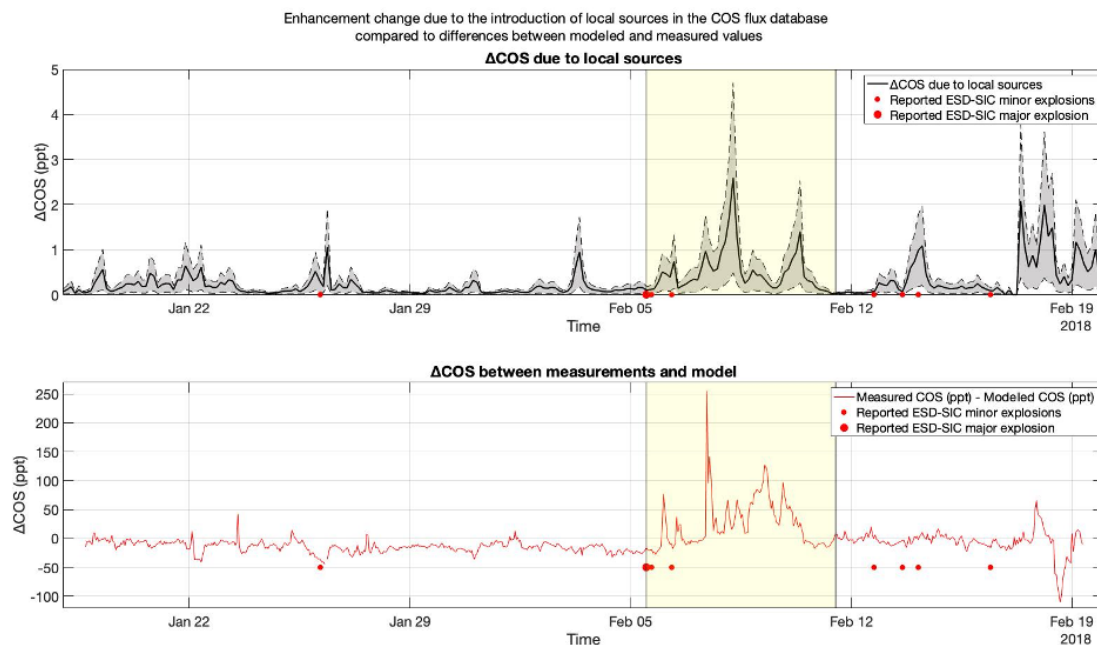 Enhancement change due to the introduction of local sources in the COS flux database
compared to differences between modeled and measured values
ΔCOS due to local sources
5
4
3
2
1
0
ΔCOS (ppt)
ΔCOS due to local sources
Reported ESD-SIC minor explosions
Reported ESD-SIC major explosion
Jan 22
Jan 29
Feb 05
Feb 12
Feb 19
Time
2018
ΔCOS between measurements and model
250
200
150
100
50
0
-50
-100
ΔCOS (ppt)
Measured COS (ppt) - Modeled COS (ppt)
Reported ESD-SIC minor explosions
Reported ESD-SIC major explosion
Jan 22
Jan 29
Feb 05
Feb 12
Feb 19
Time
2018